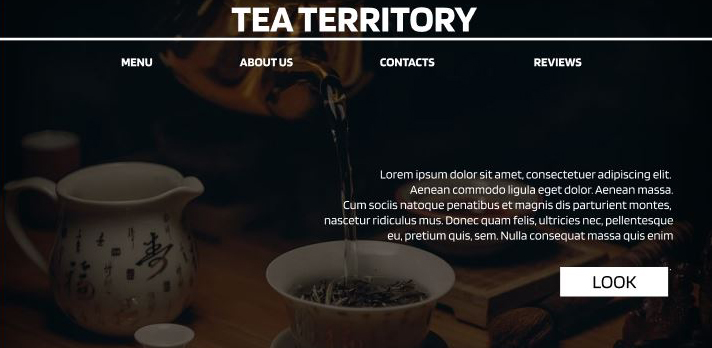 TEA TERRITORY
MENU ABOUT US CONTACTS REVIEWS
Lorem ipsum dolor sit amet, consectetuer adipiscing elit.
Aenean commodo ligula eget dolor. Aenean massa.
Cum sociis natoque penatibus et magnis dis parturient montes,
nascetur ridiculus mus. Donec quam felis, ultricies nec, pellentesque
eu, pretium quis, sem. Nulla consequat massa quis enim
LOOK
壽